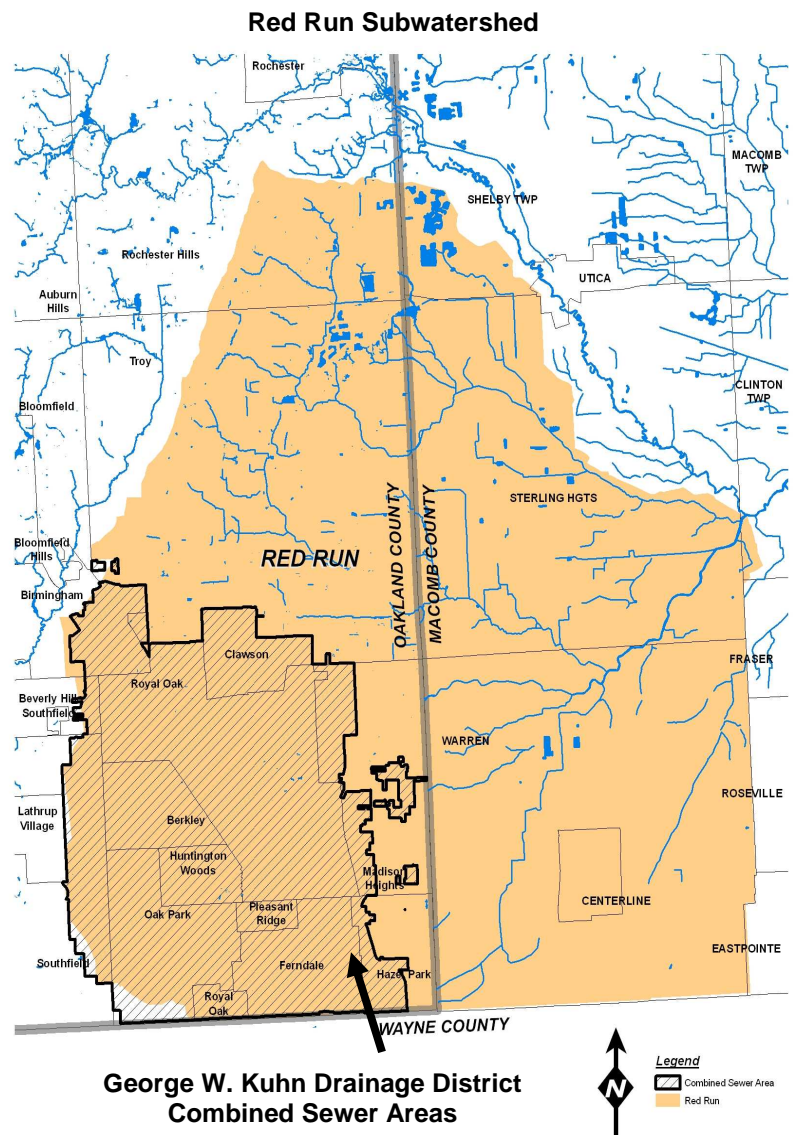 Red Run Subwatershed
Rochester
MACOMB
TWP
SHELBY TWP
Rochester Hills
UTICA
Auburn
Hills
Troy
CLINTON
TWP
Bloomfield
OAKLAND COUNTY
MACOMB COUNTY
STERLING HGTS
Bloomfield
Hills
RED RUN
Birmingham
Clawson
FRASER
Royal Oak
Beverly Hills
Southfield
WARREN
ROSEVILLE
Lathrup
Village
Berkley
Huntington
Woods
Madison
Heights
CENTERLINE
Oak Park
Pleasant
Ridge
EASTPOINTE
Southfield
Ferndale
Hazel Park
Royal
Oak
WAYNE COUNTY
N
Legend
Combined Sewer Area
Red Run
George W. Kuhn Drainage District
Combined Sewer Areas